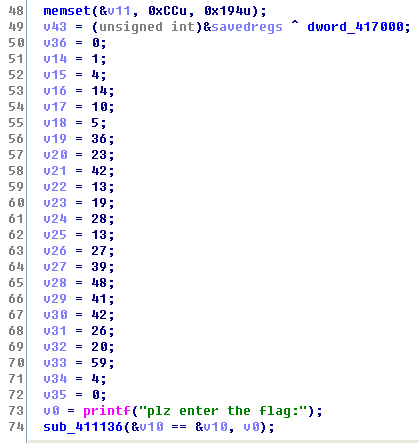 48 memset(&v11, 0xCCu, 0x194u);
49 v43 = (unsigned int)&savedregs ^ dword_417000;
50 v36 = 0;
51 v14 = 1;
52 v15 = 4;
53 v16 = 14;
54 v17 = 10;
55 v18 = 5;
56 v19 = 36;
57 v20 = 23;
58 v21 = 42;
59 v22 = 13;
60 v23 = 19;
61 v24 = 28;
62 v25 = 13;
63 v26 = 27;
64 v27 = 39;
65 v28 = 48;
66 v29 = 41;
67 v30 = 42;
68 v31 = 26;
69 v32 = 20;
70 v33 = 59;
71 v34 = 4;
72 v35 = 0;
73 v0 = printf("plz enter the flag:");
74 sub_411136(&v10 == &v10, v0);